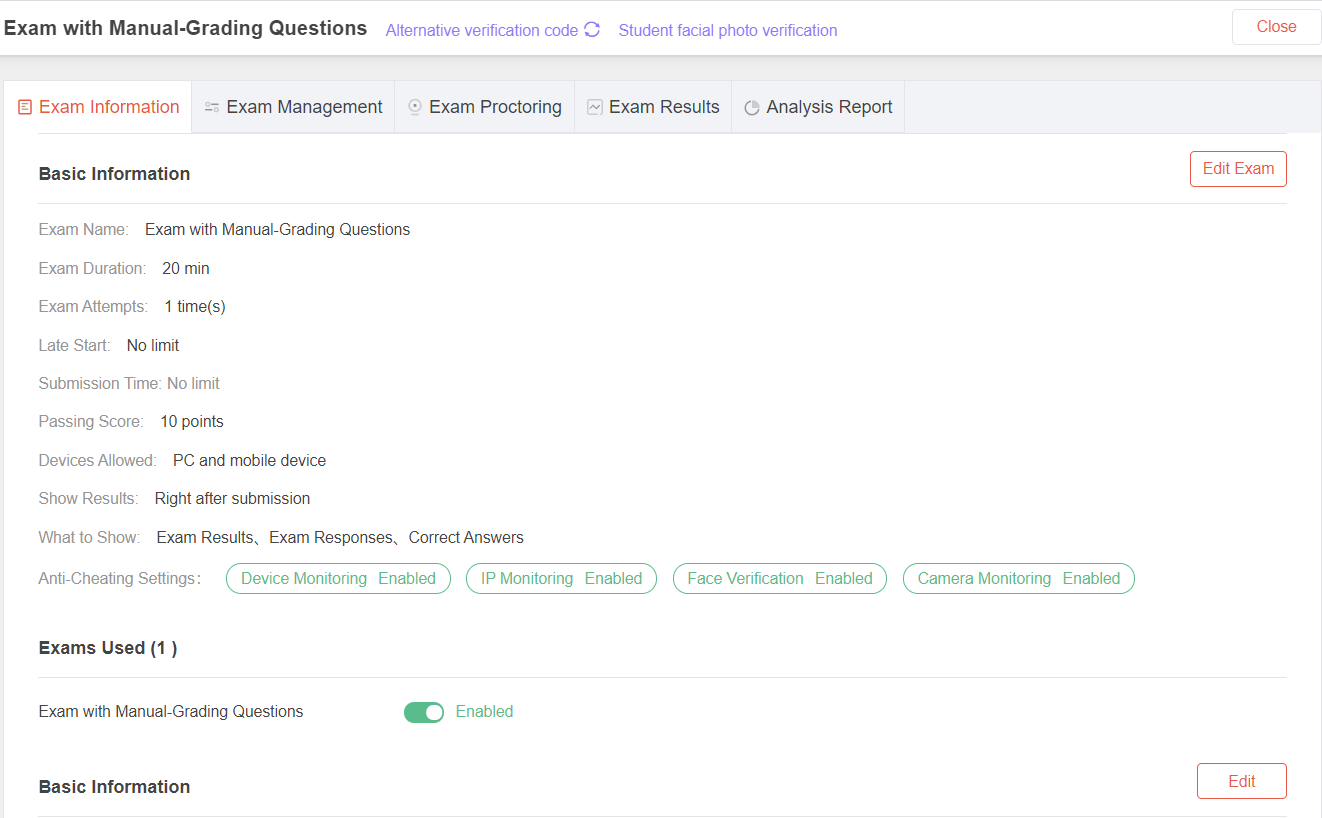 Exam with Manual-Grading Questions Alternative verification code Student facial photo verification Close
Exam Information Exam Management Exam Proctoring Exam Results Analysis Report
Basic Information Edit Exam
Exam Name: Exam with Manual-Grading Questions
Exam Duration: 20 min
Exam Attempts: 1 time(s)
Late Start: No limit
Submission Time: No limit
Passing Score: 10 points
Devices Allowed: PC and mobile device
Show Results: Right after submission
What to Show: Exam Results、Exam Responses、Correct Answers
Anti-Cheating Settings： Device Monitoring Enabled IP Monitoring Enabled Face Verification Enabled Camera Monitoring Enabled
Exams Used (1 )
Exam with Manual-Grading Questions Enabled
Basic Information Edit